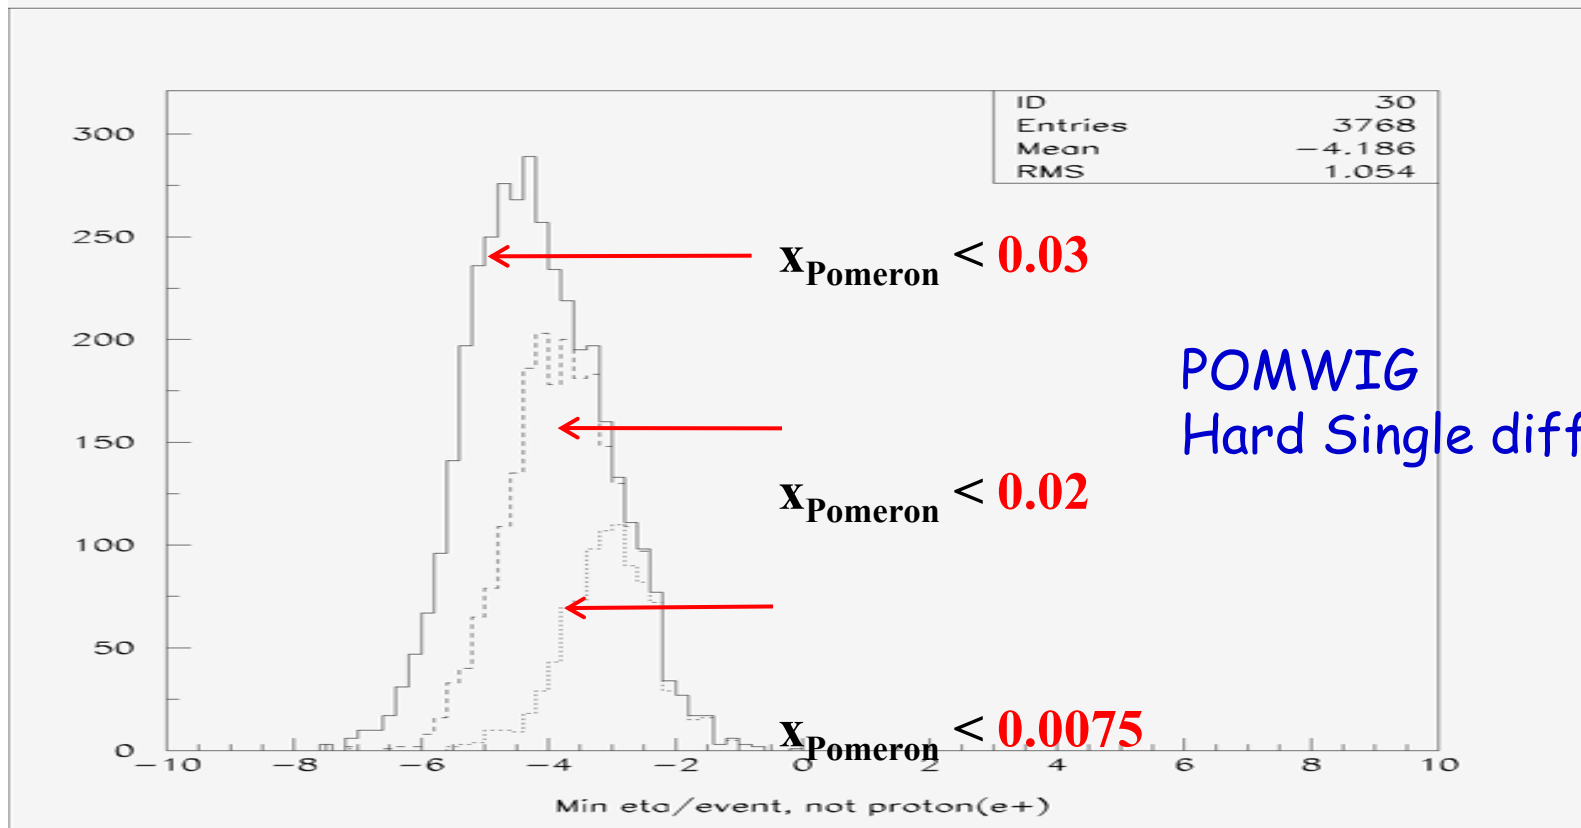 ID 30
Entries 3768
Mean -4.186
RMS 1.054
300
250
200
150
100
50
0
xPomeron < 0.03
xPomeron < 0.02
xPomeron < 0.0075
POMWIG
Hard Single diff
-10 -8 -6 -4 -2 0 2 4 6 8 10
Min eta/event, not proton(e+)